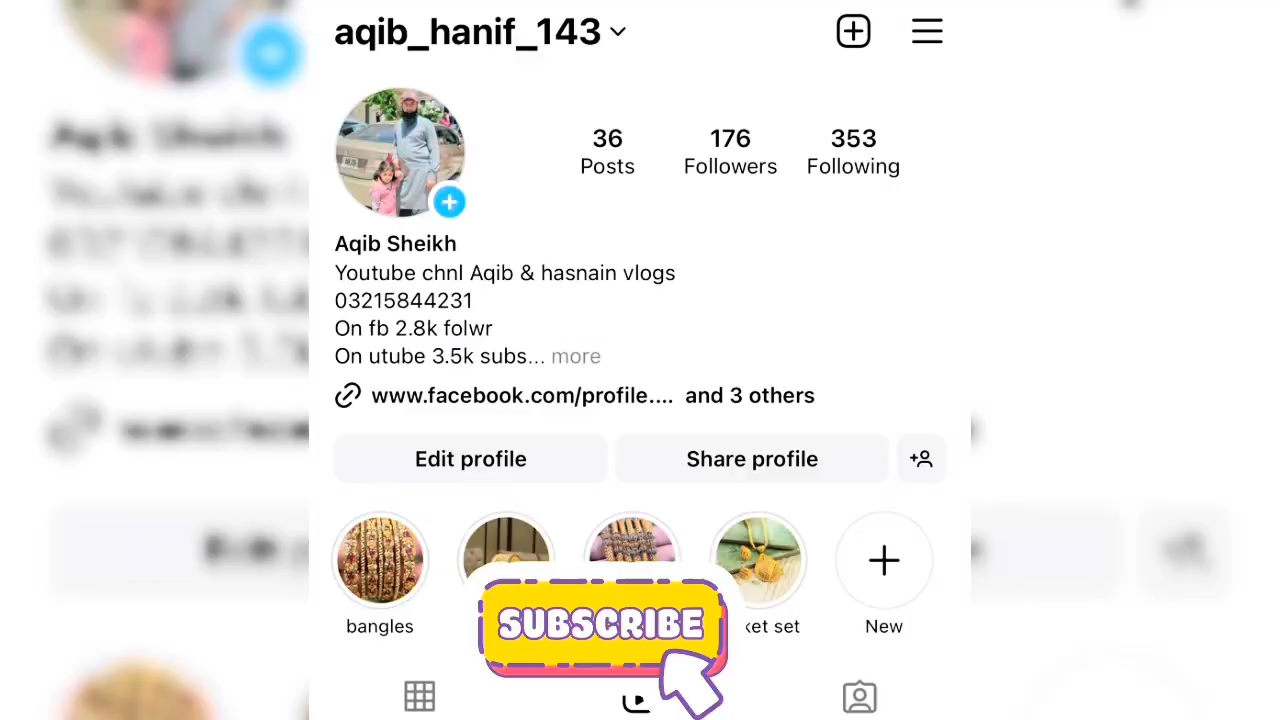 aqib_hanif_143
36
Posts
176
Followers
353
Following
Aqib Sheikh
Youtube chnl Aqib & hasnain vlogs
03215844231
On fb 2.8k folwr
On utube 3.5k subs... more
www.facebook.com/profile.... and 3 others
Edit profile
Share profile
bangles
ket set
New
SUBSCRIBE